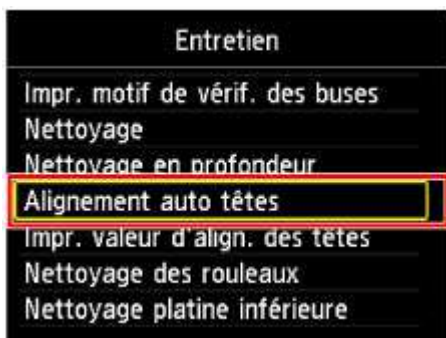 Entretien
Impr. motif de vérif. des buses
Nettoyage
Nettoyage en profondeur
Alignement auto têtes
Impr. valeur d'align. des têtes
Nettoyage des rouleaux
Nettoyage platine inférieure